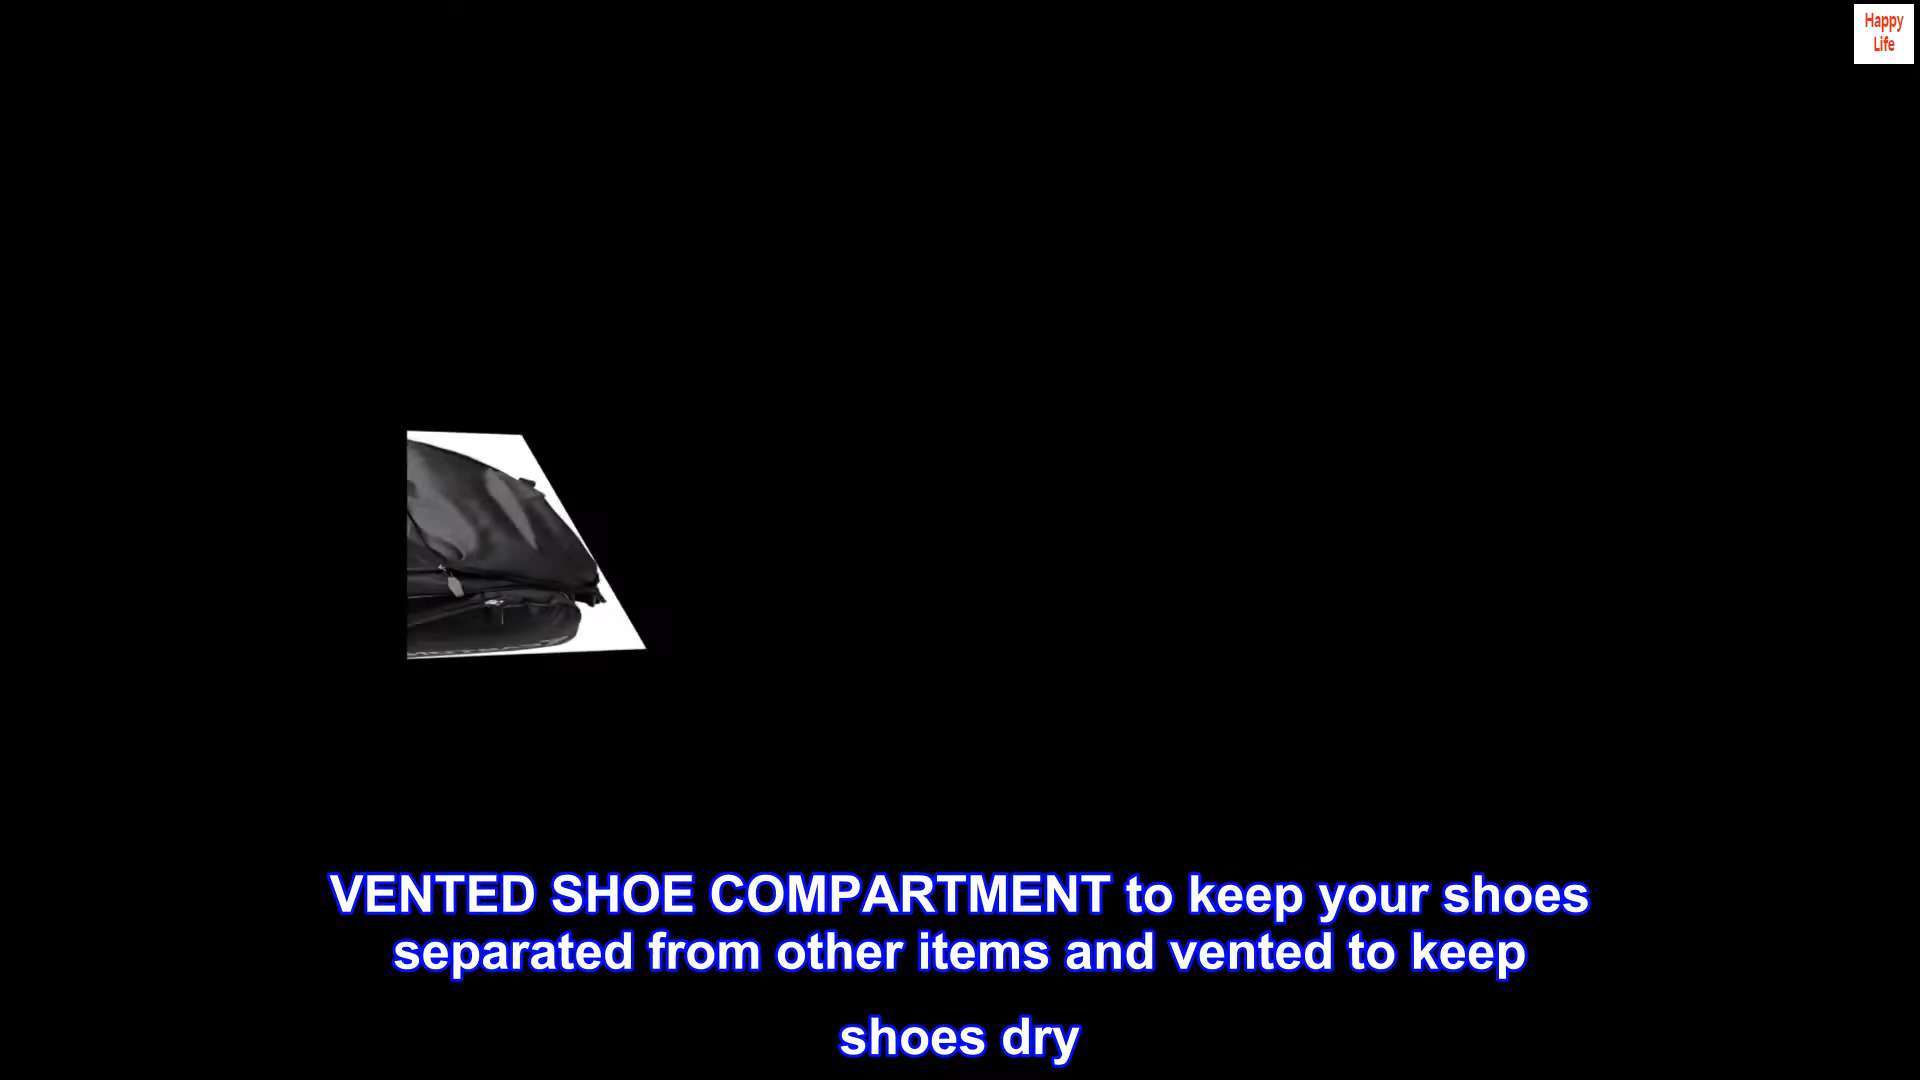 Happy
Life
VENTED SHOE COMPARTMENT to keep your shoes
separated from other items and vented to keep
shoes dry